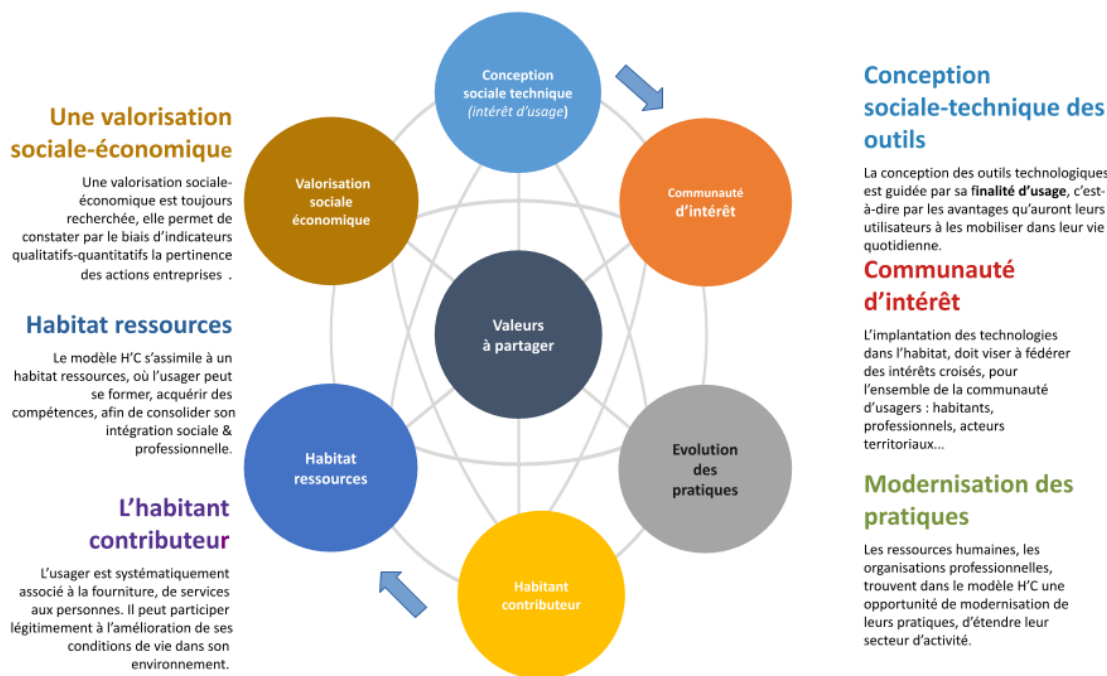 Une valorisation
sociale-économique
Une valorisation sociale-
économique est toujours
recherchée, elle permet de
constater par le biais d'indicateurs
qualitatifs-quantitatifs la pertinence
des actions entreprises .
Habitat ressources
Le modèle H'C s'assimile à un
habitat ressources, où l'usager peut
se former, acquérir des
compétences, afin de consolider son
intégration sociale &
professionnelle.
L'habitant
contributeur
L'usager est systématiquement
associé à la fourniture, de services
aux personnes. Il peut participer
légitimement à l'amélioration de ses
conditions de vie dans son
environnement.
Conception
sociale technique
(intérêt d'usage)
Communauté
d'intérêt
Evolution
des
pratiques
Habitant
contributeur
Habitat
ressources
Valorisation
sociale
économique
Valeurs
à partager
Conception
sociale-technique des
outils
La conception des outils technologiques
est guidée par sa finalité d'usage, c'est-
à-dire par les avantages qu'auront leurs
utilisateurs à les mobiliser dans leur vie
quotidienne.
Communauté
d'intérêt
L'implantation des technologies
dans l'habitat, doit viser à fédérer
des intérêts croisés, pour
l'ensemble de la communauté
d'usagers : habitants,
professionnels, acteurs
territoriaux...
Modernisation des
pratiques
Les ressources humaines, les
organisations professionnelles,
trouvent dans le modèle H'C une
opportunité de modernisation de
leurs pratiques, d'étendre leur
secteur d'activité.